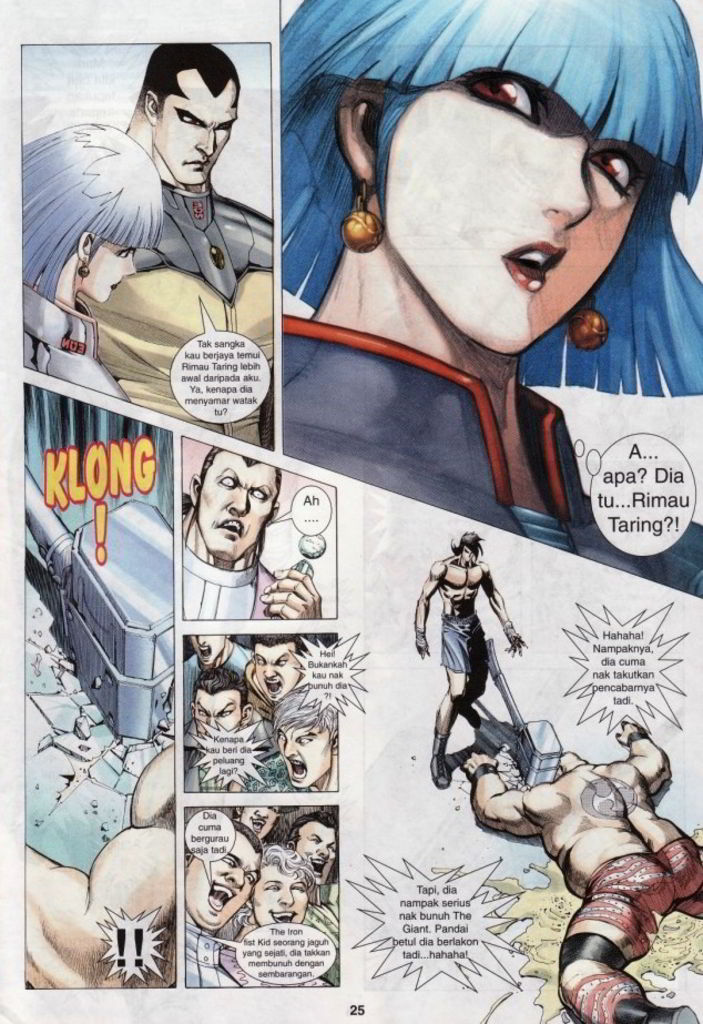 Tak sangka
kau berjaya temui
Rimau Taring lebih
awal daripada aku.
Ya, kenapa dia
menyamar watak
tu?
A...
apa? Dia
tu...Rimau
Taring?!
KLONG
!
!!
Ah
....
Hei!
Bukankah
kau nak
bunuh dia
?!
Kenapa
kau beri dia
peluang
lagi?
Dia
cuma
bergurau
saja tadi.
The Iron
fist Kid seorang jaguh
yang sejati, dia takkan
membunuh dengan
sembarangan.
Hahaha!
Nampaknya,
dia cuma
nak takutkan
pencabarnya
tadi.
Tapi, dia
nampak serius
nak bunuh The
Giant. Pandai
betul dia berlakon
tadi...hahaha!
25